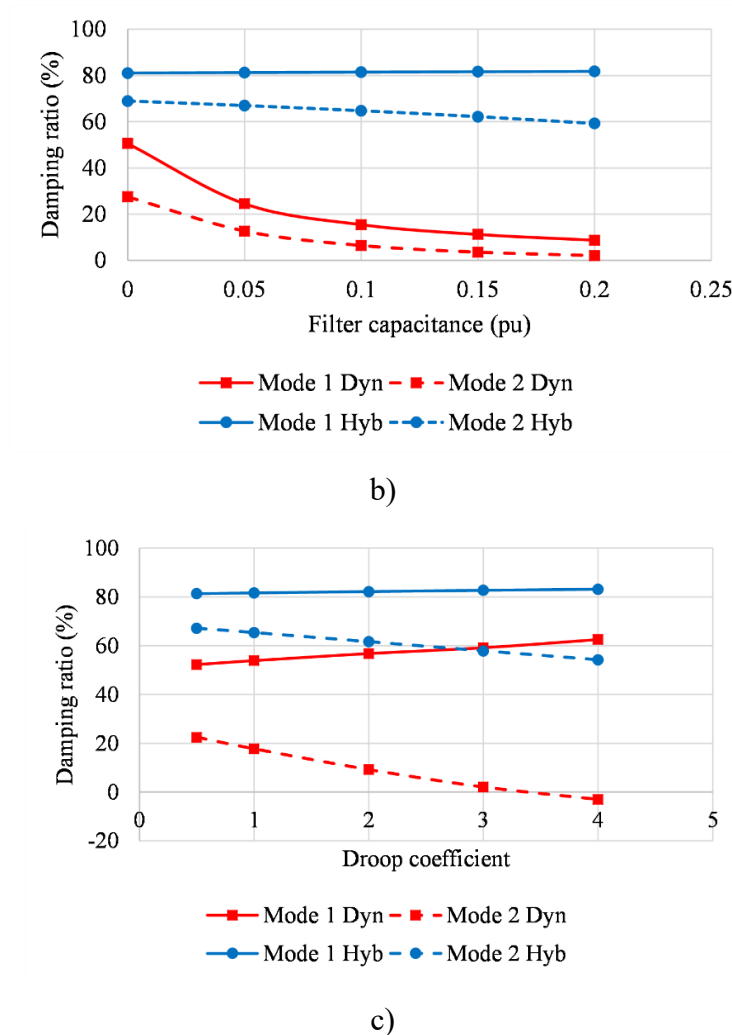 100
80
60
40
20
0
Damping ratio (%)
0 0.05 0.1 0.15 0.2 0.25
Filter capacitance (pu)
Mode 1 Dyn Mode 2 Dyn
Mode 1 Hyb Mode 2 Hyb
b)
100
80
60
40
20
0
-20
Damping ratio (%)
0 1 2 3 4 5
Droop coefficient
Mode 1 Dyn Mode 2 Dyn
Mode 1 Hyb Mode 2 Hyb
c)